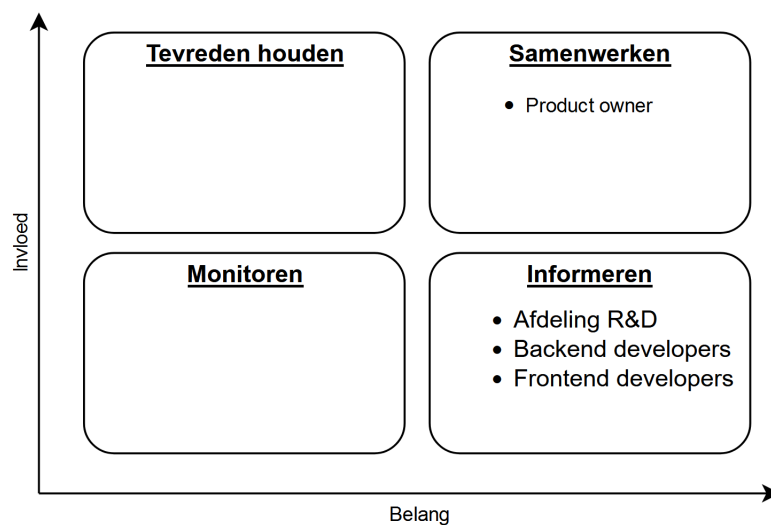 Tevreden houden
Samenwerken
• Product owner
Invloed
Monitoren
Informeren
• Afdeling R&D
• Backend developers
• Frontend developers
Belang